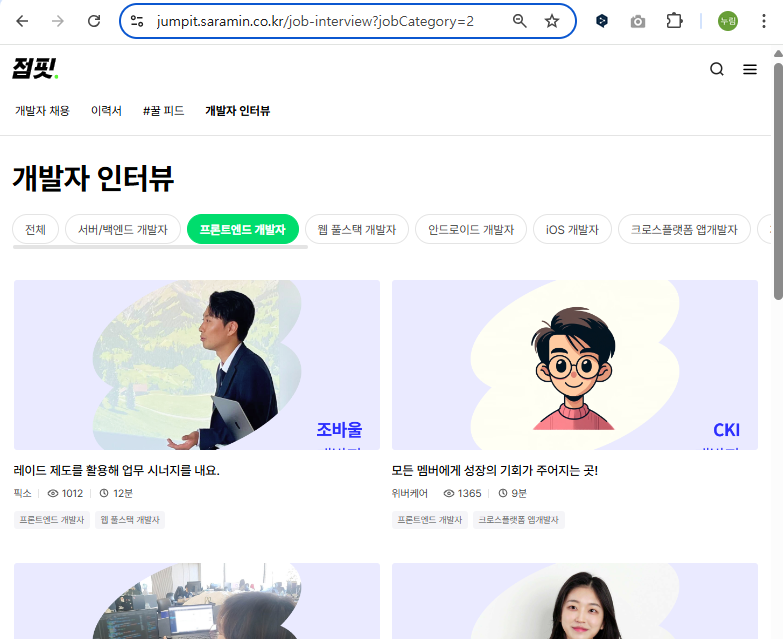 jumpit.saramin.co.kr/job-interview?jobCategory=2
누림
점핏!.
개발자 채용 이력서 #꿀 피드 개발자 인터뷰
개발자 인터뷰
전체 서버/백엔드 개발자 프론트엔드 개발자 웹 풀스택 개발자 안드로이드 개발자 iOS 개발자 크로스플랫폼 앱개발자
조바울
CKI
레이드 제도를 활용해 업무 시너지를 내요.
픽소 1012 12분
프론트엔드 개발자 웹 풀스택 개발자
모든 멤버에게 성장의 기회가 주어지는 곳!
위버케어 1365 9분
프론트엔드 개발자 크로스플랫폼 앱개발자